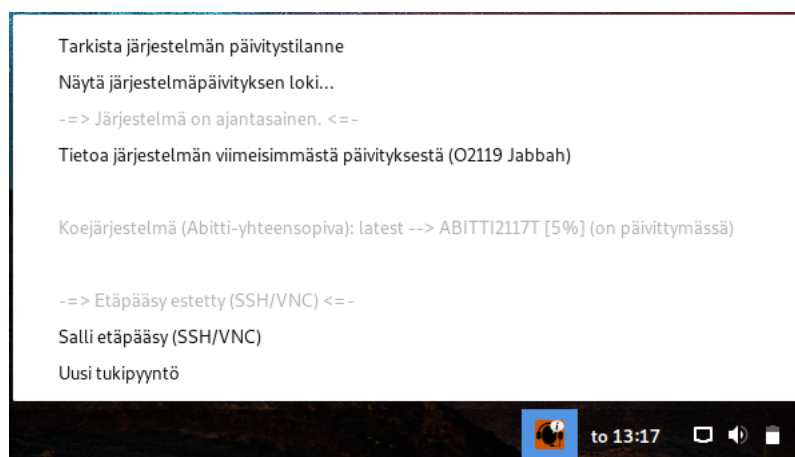 Tarkista järjestelmän päivitystilanne
Näytä järjestelmäpäivityksen loki...
-=> Järjestelmä on ajantasainen. <=-
Tietoa järjestelmän viimeisimmästä päivityksestä (O2119 Jabbah)
Koejärjestelmä (Abitti-yhteensopiva): latest --> ABITTI2117T [5%] (on päivittymässä)
-=> Etäpääsy estetty (SSH/VNC) <=-
Salli etäpääsy (SSH/VNC)
Uusi tukipyyntö
to 13:17